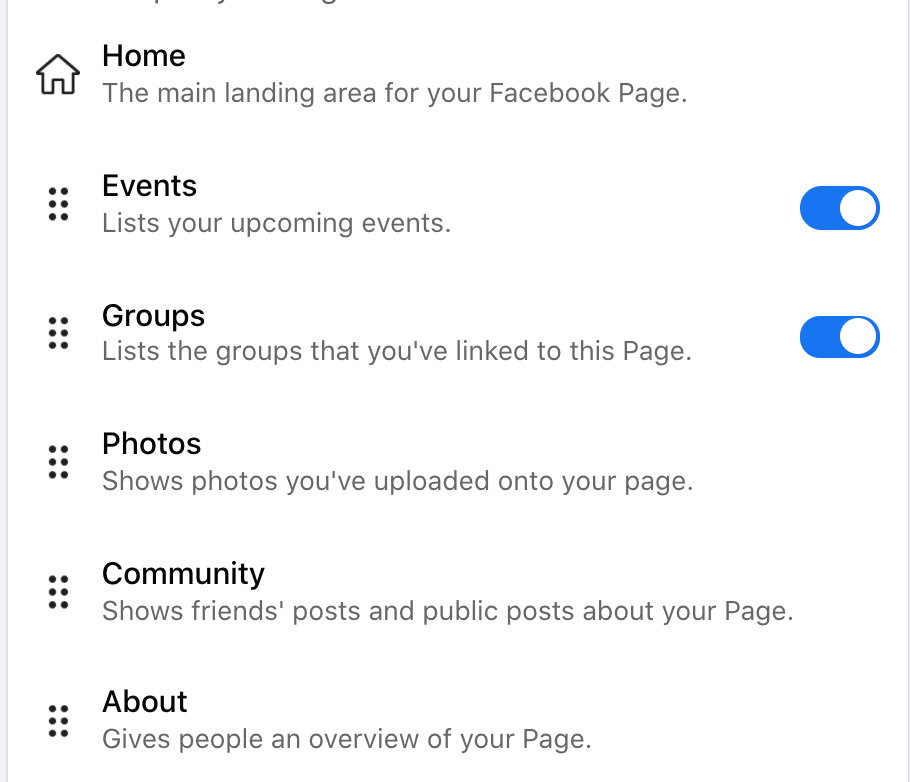 Home
The main landing area for your Facebook Page.
Events
Lists your upcoming events.
Groups
Lists the groups that you've linked to this Page.
Photos
Shows photos you've uploaded onto your page.
Community
Shows friends' posts and public posts about your Page.
About
Gives people an overview of your Page.